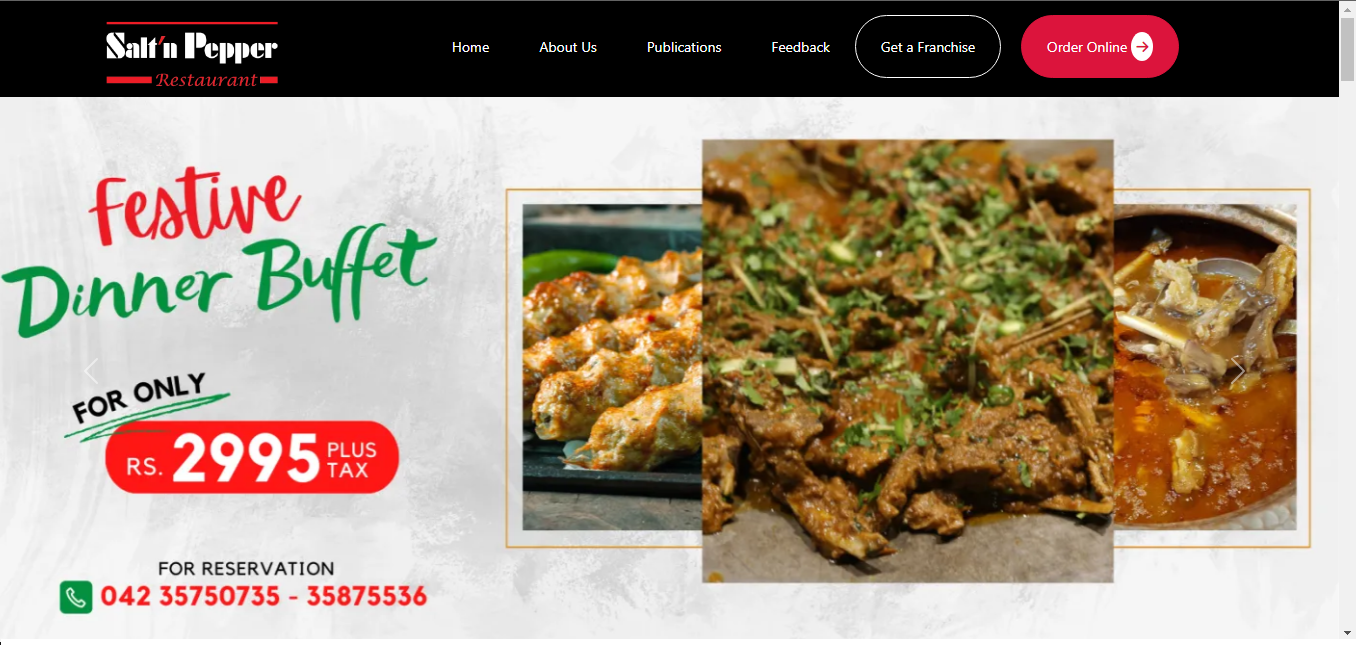 Salt'n Pepper
Restaurant
Home
About Us
Publications
Feedback
Get a Franchise
Order Online
Festive
Dinner Buffet
FOR ONLY
RS. 2995 PLUS TAX
FOR RESERVATION
042 35750735 - 35875536